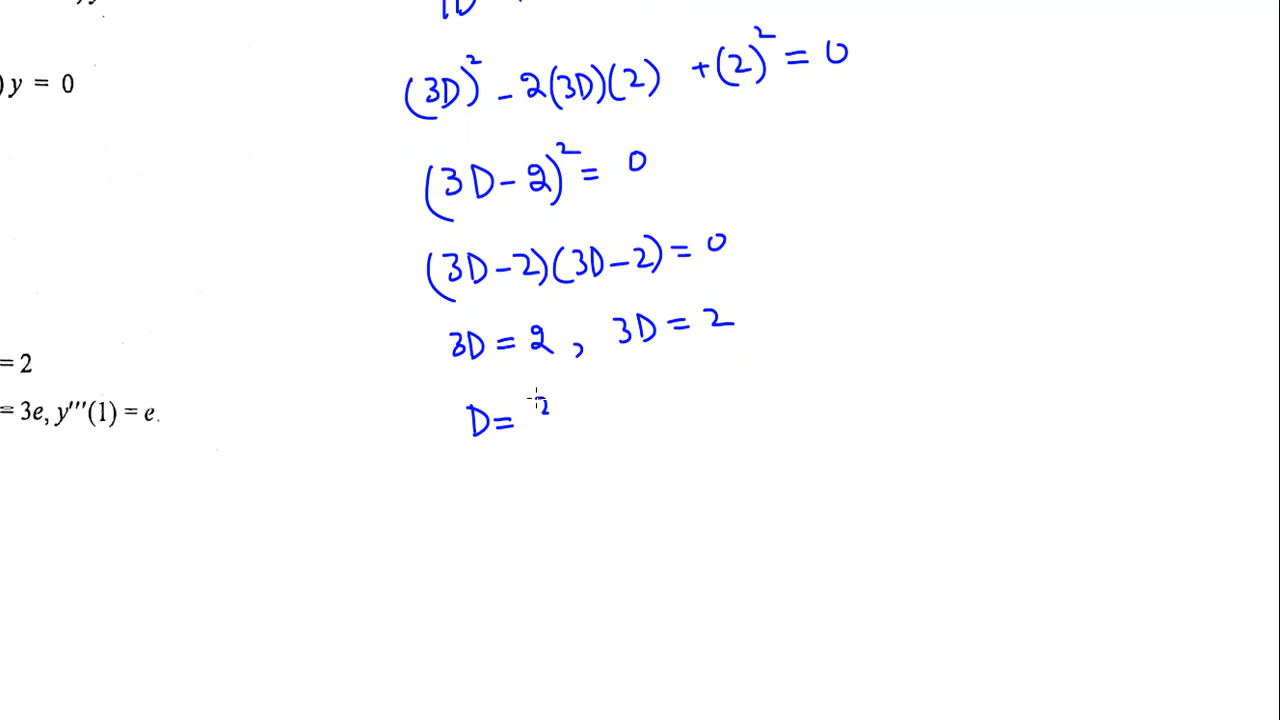 (3D)² - 2(3D)(2) + (2)² = 0
) y = 0
(3D - 2)² = 0
(3D - 2)(3D - 2) = 0
3D = 2 , 3D = 2
= 2
= 3e, y'''(1) = e.
D = 2